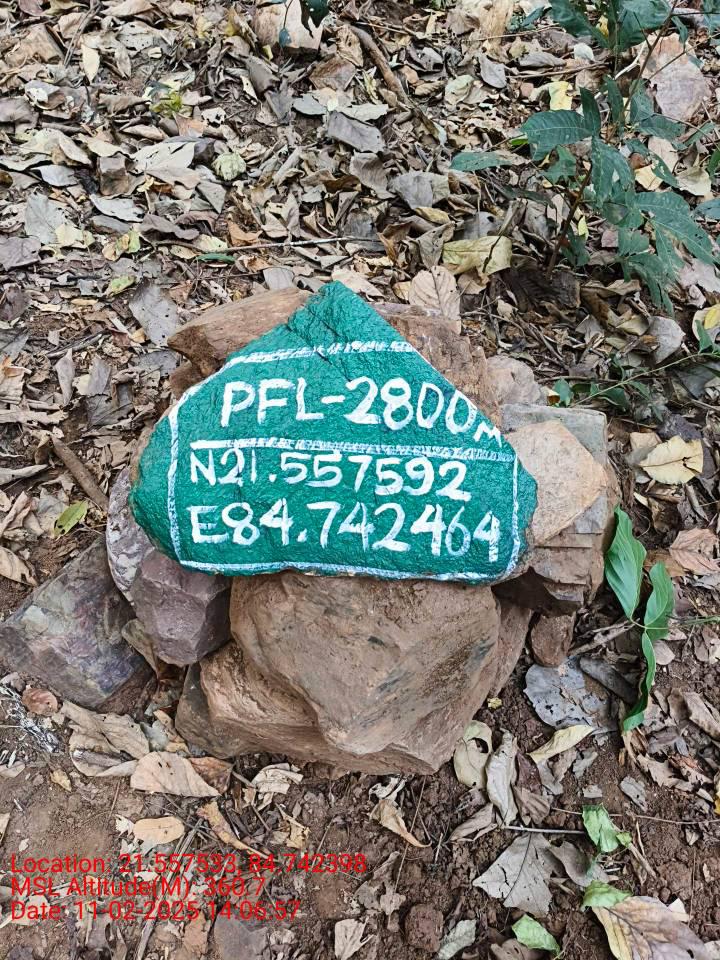 PFL-2800M
N21.557592
E84.742464
Location: 21.557533, 84.742398
MSL Altitude(M): 360.7
Date: 11-02-2025 14:06:57